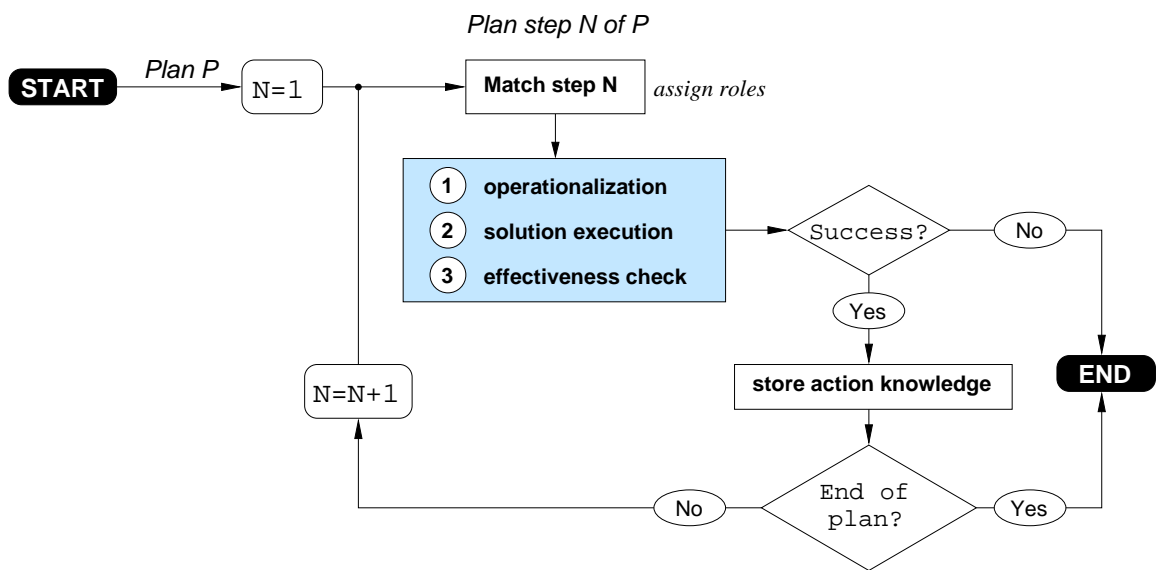 Plan step N of P
START
Plan P
N=1
Match step N
assign roles
1 operationalization
2 solution execution
3 effectiveness check
Success?
No
Yes
store action knowledge
END
N=N+1
End of
plan?
No
Yes